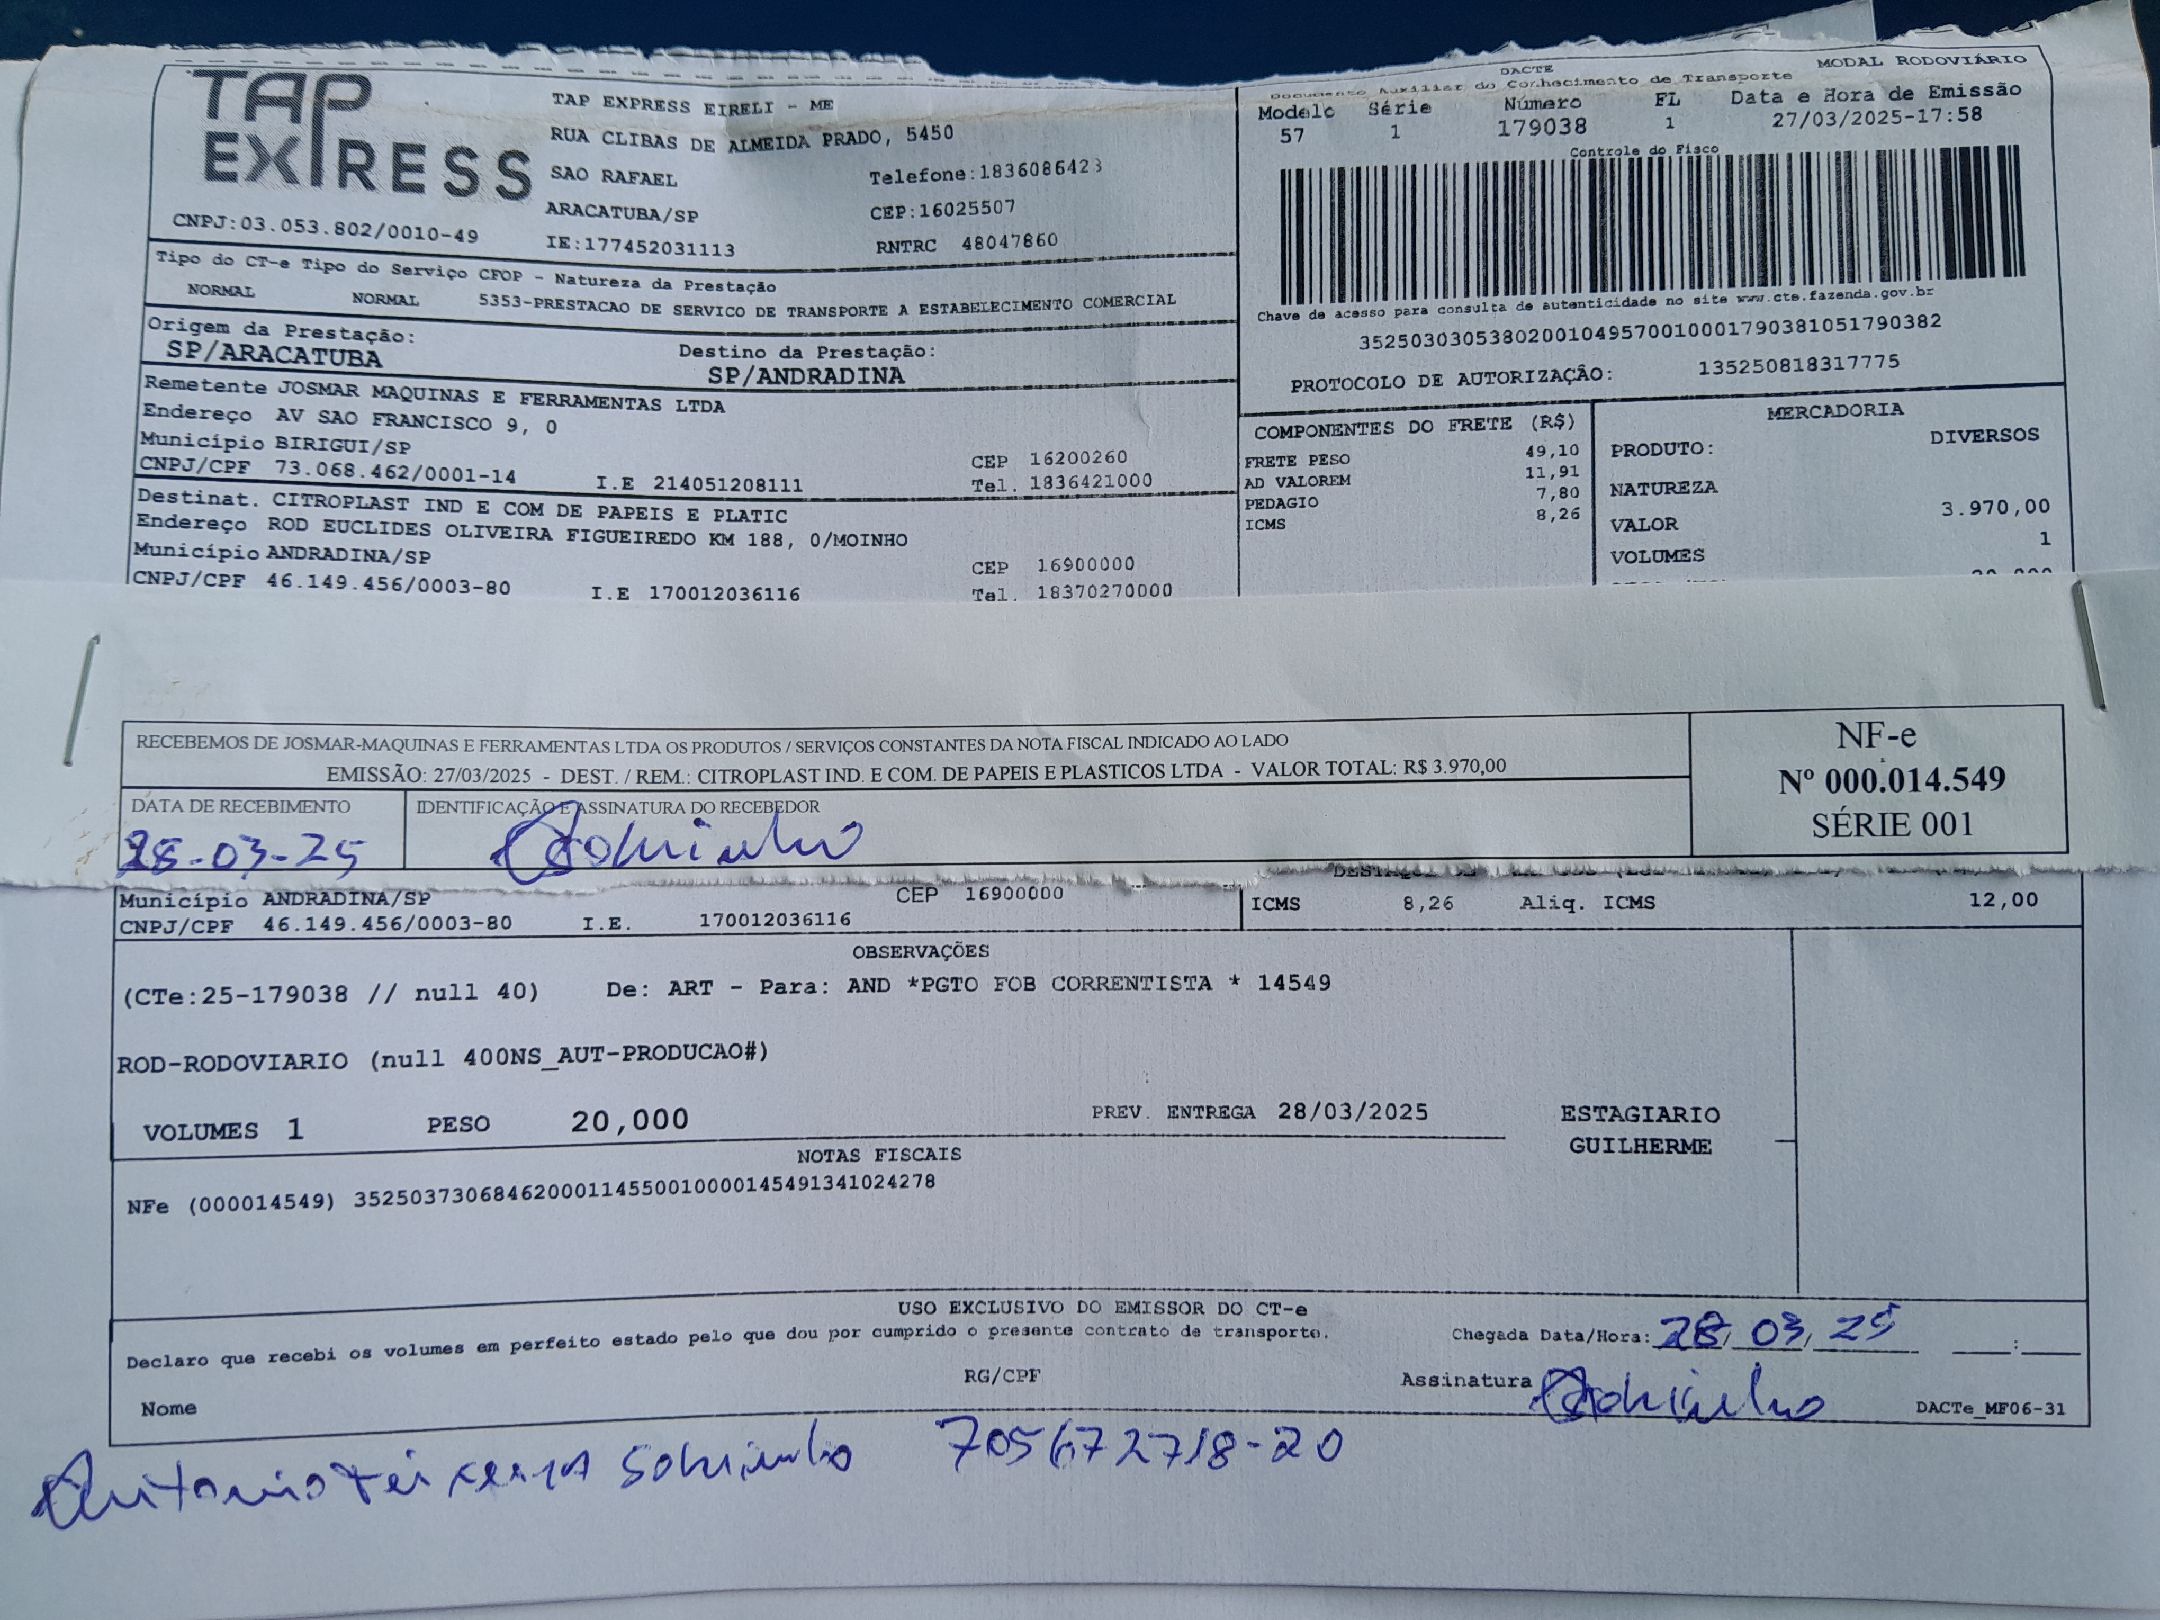 TAP
EXPRESS
CNPJ:03.053.802/0010-49
TAP EXPRESS EIRELI - ME
RUA CLIBAS DE ALMEIDA PRADO, 5450
SAO RAFAEL
Telefone:1836086423
ARACATUBA/SP
CEP:16025507
IE:177452031113
RNTRC 48047860
DACTE
MODAL RODOVIÁRIO
Documento Auxiliar do Conhecimento de Transporte
Modelo Série Número FL Data e Hora de Emissão
57 1 179038 1 27/03/2025-17:58
Controle do Fisco
Chave de acesso para consulta de autenticidade no site www.cte.fazenda.gov.br
35250303053802001049570010001790381051790382
PROTOCOLO DE AUTORIZAÇÃO: 135250818317775
Tipo do CT-e Tipo do Serviço CFOP - Natureza da Prestação
NORMAL NORMAL 5353-PRESTACAO DE SERVICO DE TRANSPORTE A ESTABELECIMENTO COMERCIAL
Origem da Prestação:
SP/ARACATUBA
Destino da Prestação:
SP/ANDRADINA
Remetente JOSMAR MAQUINAS E FERRAMENTAS LTDA
Endereço AV SAO FRANCISCO 9, 0
Município BIRIGUI/SP
CEP 16200260
CNPJ/CPF 73.068.462/0001-14 I.E 214051208111 Tel. 1836421000
Destinat. CITROPLAST IND E COM DE PAPEIS E PLATIC
Endereço ROD EUCLIDES OLIVEIRA FIGUEIREDO KM 188, 0/MOINHO
Município ANDRADINA/SP
CEP 16900000
CNPJ/CPF 46.149.456/0003-80 I.E 170012036116 Tel. 18370270000
COMPONENTES DO FRETE (R$)
FRETE PESO 49,10
AD VALOREM 11,91
PEDAGIO 7,80
ICMS 8,26
MERCADORIA
PRODUTO: DIVERSOS
NATUREZA
VALOR 3.970,00
VOLUMES 1
RECEBEMOS DE JOSMAR-MAQUINAS E FERRAMENTAS LTDA OS PRODUTOS / SERVIÇOS CONSTANTES DA NOTA FISCAL INDICADO AO LADO
EMISSÃO: 27/03/2025 - DEST. / REM.: CITROPLAST IND. E COM. DE PAPEIS E PLASTICOS LTDA - VALOR TOTAL: R$ 3.970,00
DATA DE RECEBIMENTO
28-03-25
IDENTIFICAÇÃO E ASSINATURA DO RECEBEDOR
Sobrinho
NF-e
Nº 000.014.549
SÉRIE 001
Município ANDRADINA/SP CEP 16900000
CNPJ/CPF 46.149.456/0003-80 I.E. 170012036116
ICMS 8,26 Aliq. ICMS 12,00
OBSERVAÇÕES
(CTe:25-179038 // null 40) De: ART - Para: AND *PGTO FOB CORRENTISTA * 14549
ROD-RODOVIARIO (null 400NS_AUT-PRODUCAO#)
VOLUMES 1 PESO 20,000 PREV. ENTREGA 28/03/2025
ESTAGIARIO
GUILHERME
NOTAS FISCAIS
NFe (000014549) 35250373068462000114550010000145491341024278
USO EXCLUSIVO DO EMISSOR DO CT-e
Declaro que recebi os volumes em perfeito estado pelo que dou por cumprido o presente contrato de transporte.
Chegada Data/Hora: 28/03/25 :
RG/CPF
Assinatura Sobrinho
Nome
DACTe_MF06-31
Antonio teixeira Sobrinho 705672718-20